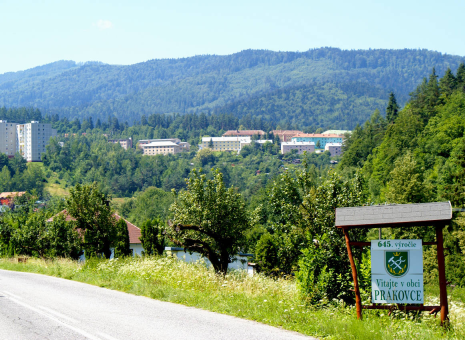 645. výročie
Vitajte v obci
PRAKOVCE